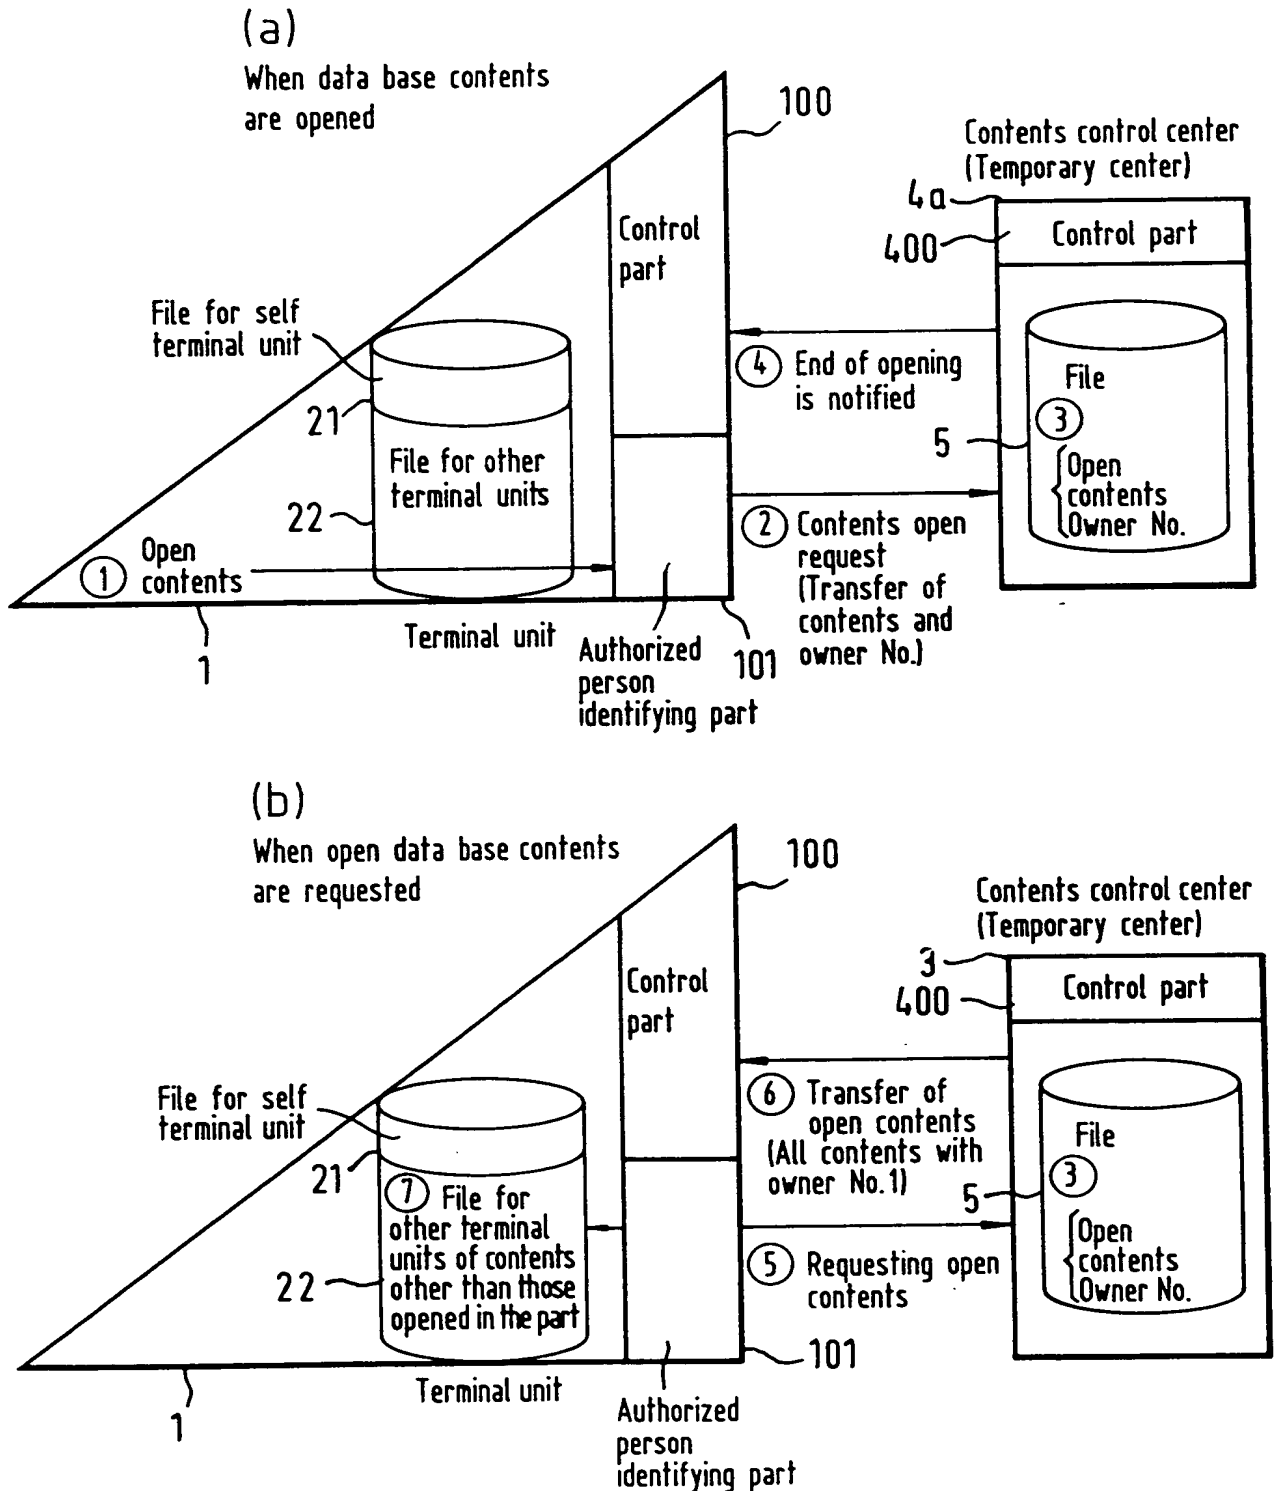 (a)
When data base contents
are opened
100
Contents control center
(Temporary center)
4a
400
Control part
Control
part
File for self
terminal unit
④ End of opening
is notified
File
③
Open
contents
Owner No.
5
21
File for other
terminal units
22
① Open
contents
② Contents open
request
(Transfer of
contents and
owner No.)
1
Terminal unit
Authorized
person
identifying part
101
(b)
When open data base contents
are requested
100
Contents control center
(Temporary center)
3
400
Control part
Control
part
File for self
terminal unit
⑥ Transfer of
open contents
(All contents with
owner No.1)
File
③
Open
contents
Owner No.
5
21
⑦ File for
other terminal
units of contents
other than those
opened in the part
22
⑤ Requesting open
contents
1
Terminal unit
101
Authorized
person
identifying part